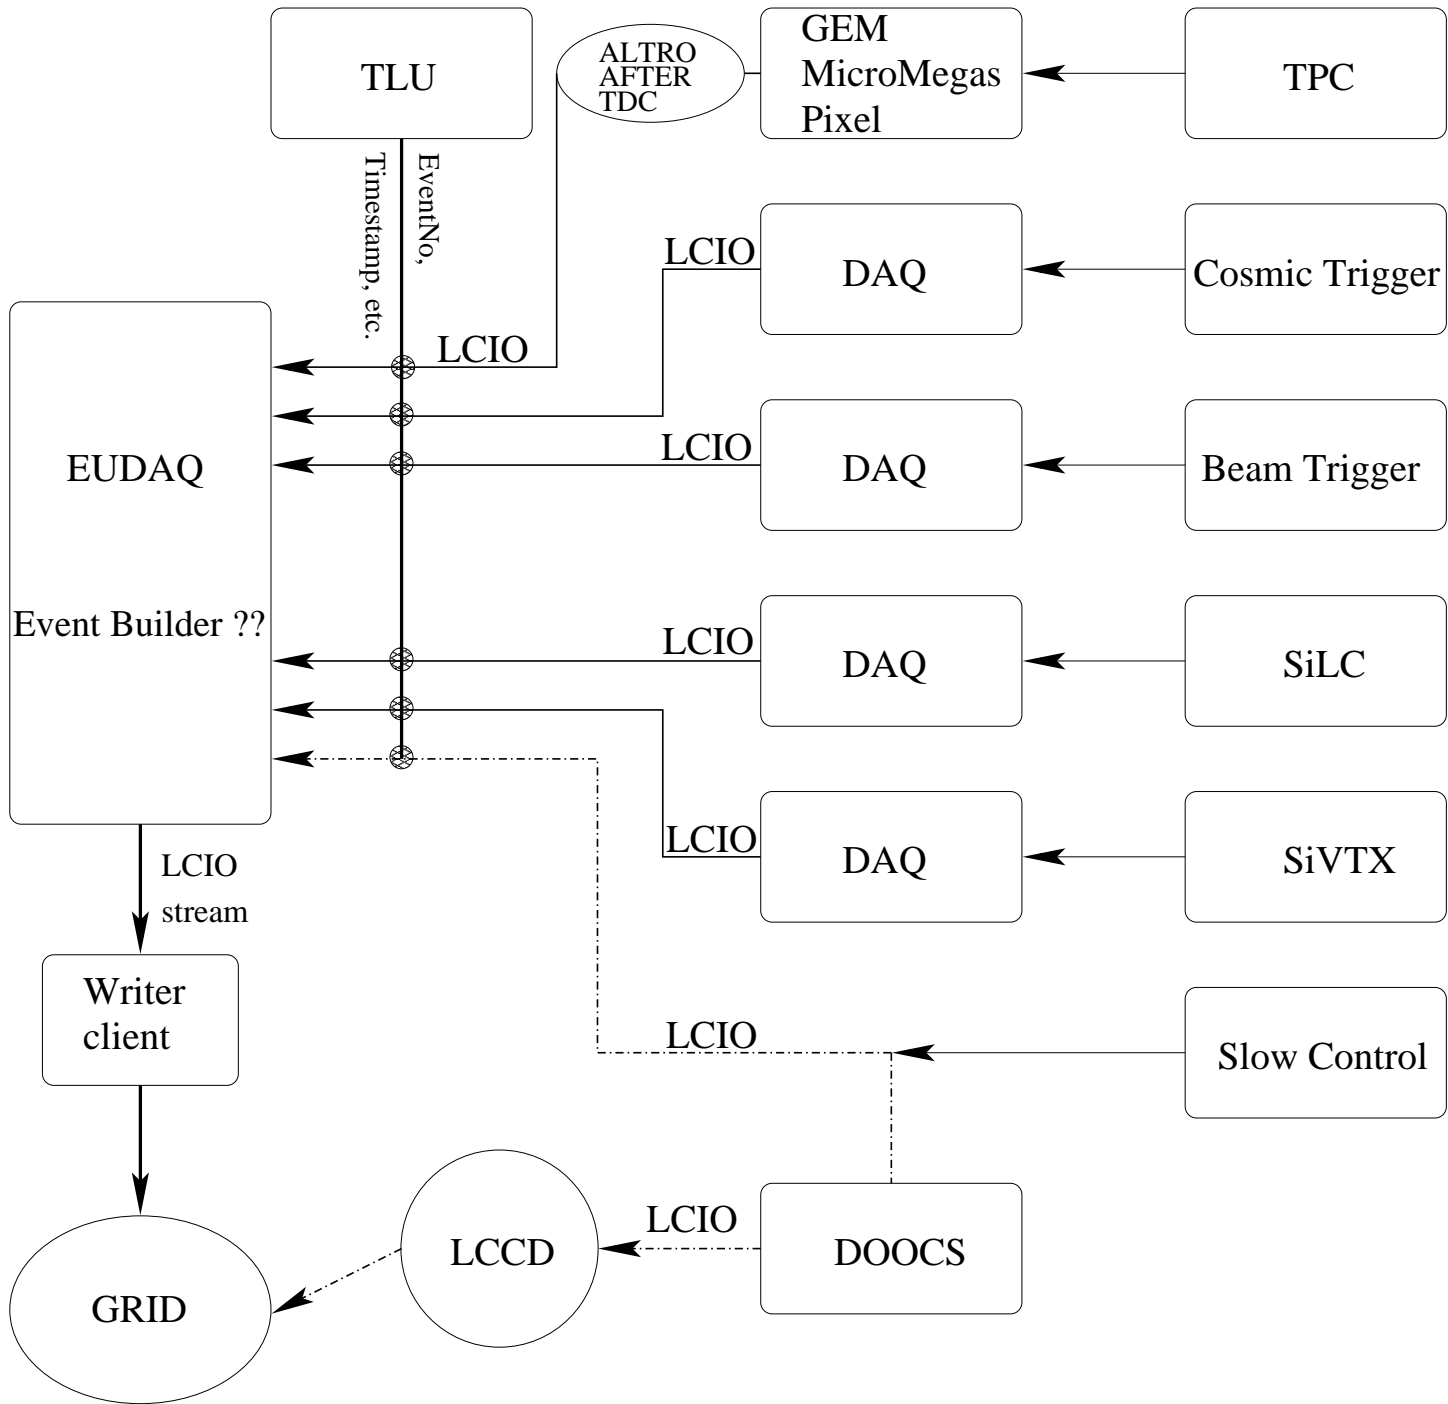 TLU
ALTRO
AFTER
TDC
GEM
MicroMegas
Pixel
TPC
EventNo,
Timestamp, etc.
LCIO
DAQ
Cosmic Trigger
LCIO
EUDAQ
LCIO
DAQ
Beam Trigger
Event Builder ??
LCIO
DAQ
SiLC
LCIO
DAQ
SiVTX
LCIO
stream
Writer
client
LCIO
Slow Control
LCIO
LCCD
DOOCS
GRID